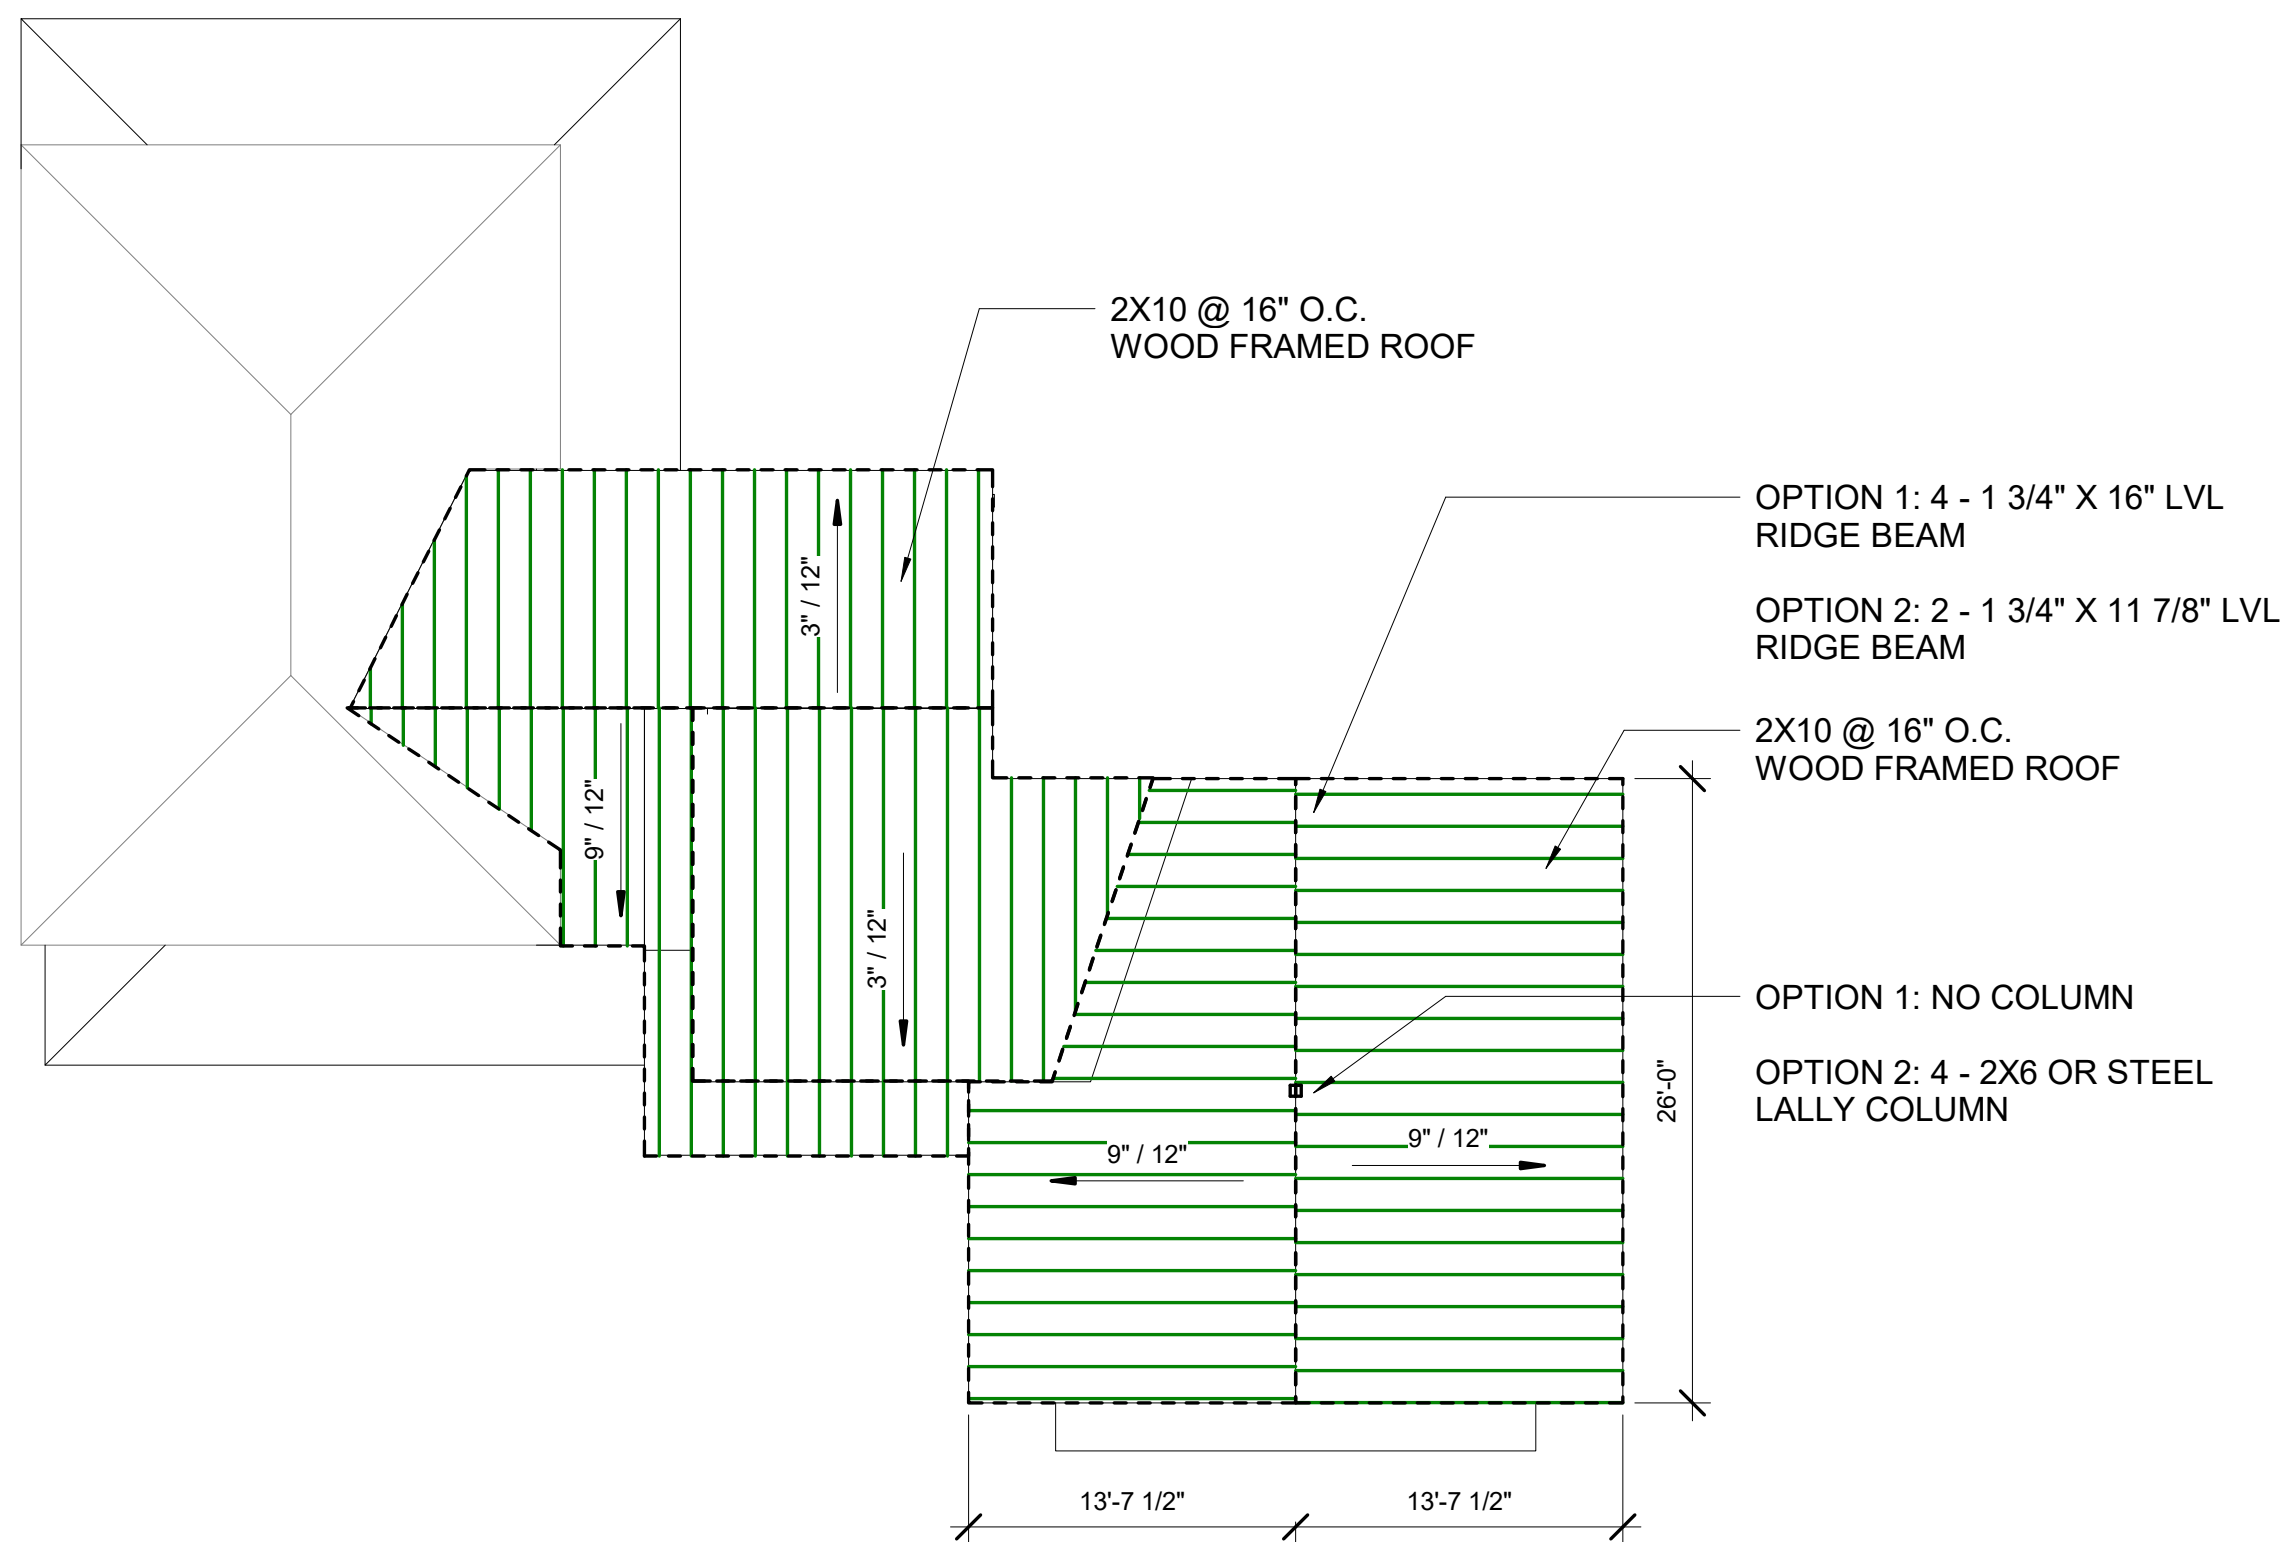 2X10 @ 16" O.C.
WOOD FRAMED ROOF
OPTION 1: 4 - 1 3/4" X 16" LVL
RIDGE BEAM
OPTION 2: 2 - 1 3/4" X 11 7/8" LVL
RIDGE BEAM
3" / 12"
2X10 @ 16" O.C.
WOOD FRAMED ROOF
9" / 12"
3" / 12"
OPTION 1: NO COLUMN
OPTION 2: 4 - 2X6 OR STEEL
LALLY COLUMN
26'-0"
9" / 12"
9" / 12"
13'-7 1/2"
13'-7 1/2"